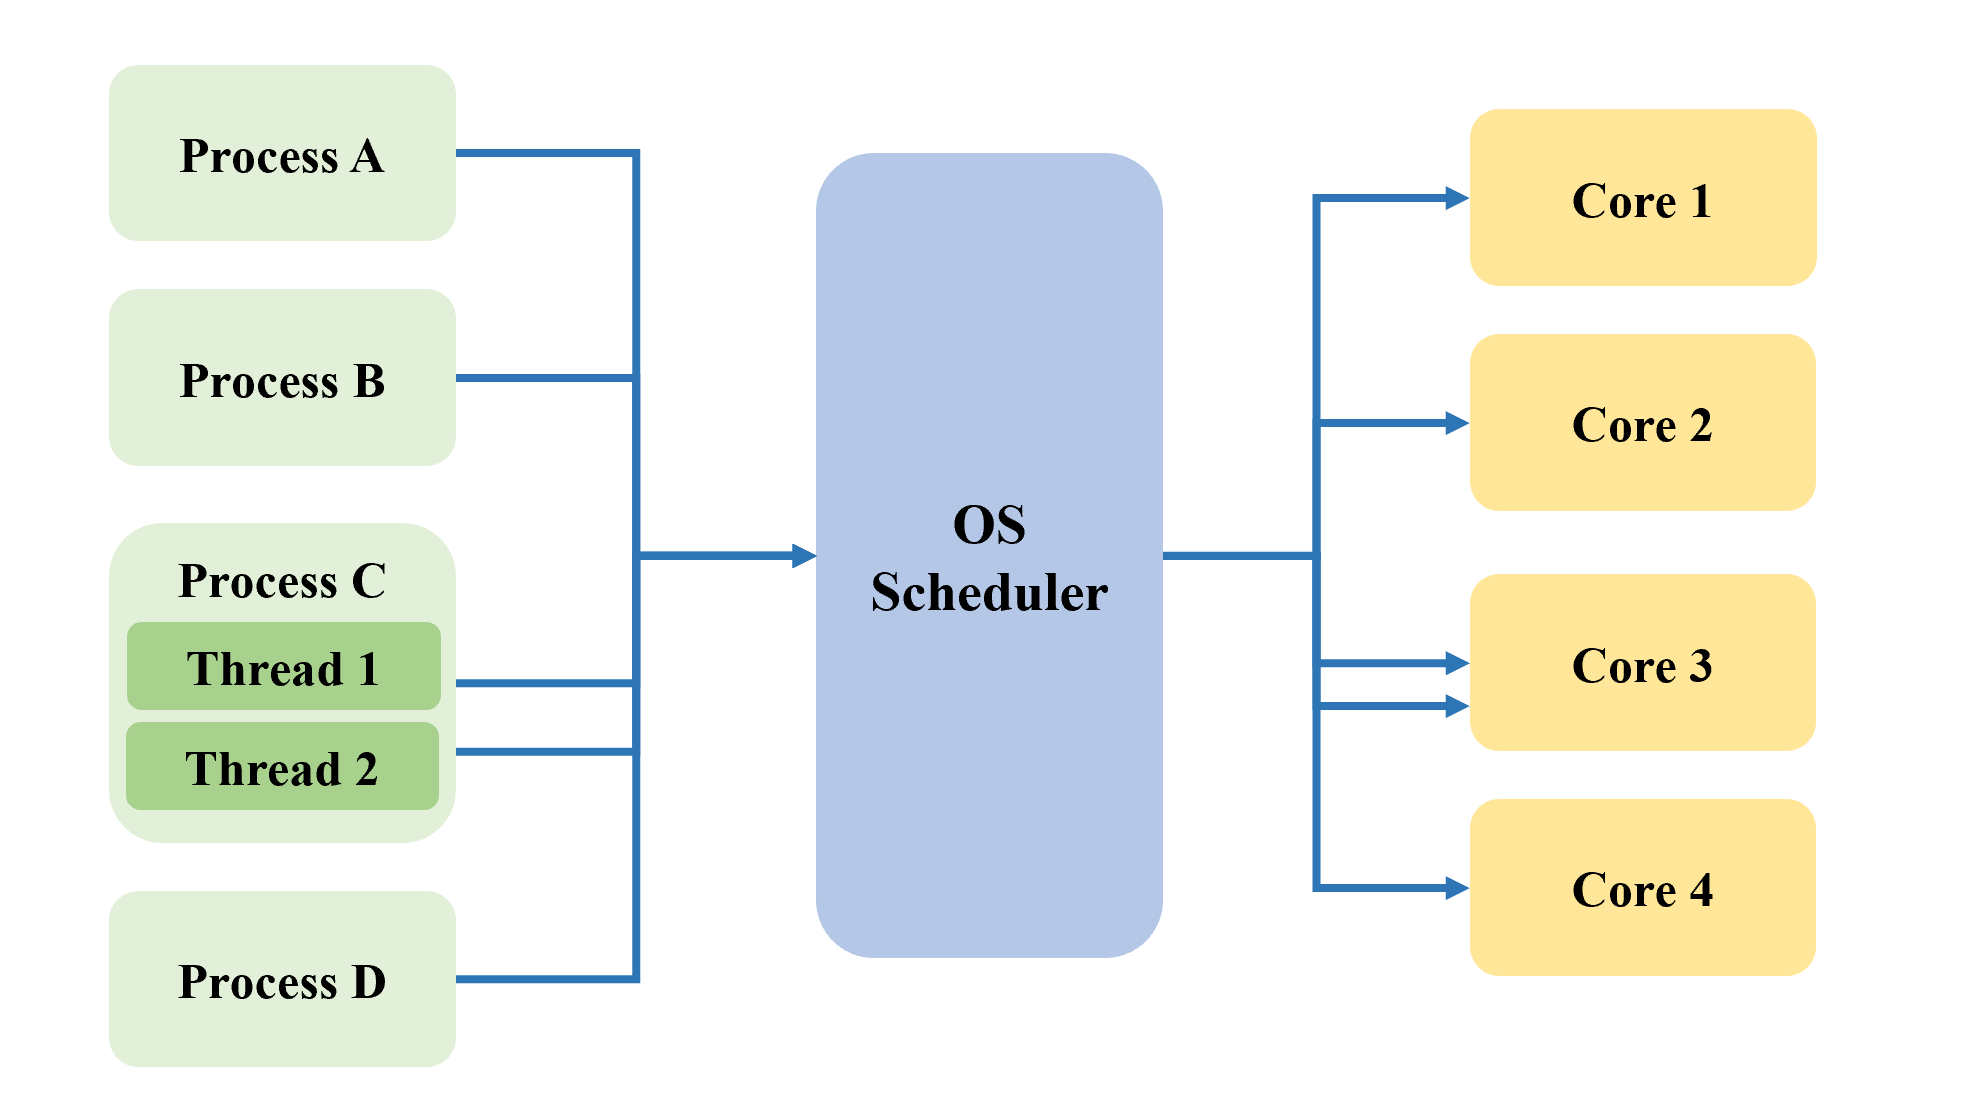 Process A
Process B
Process C
Thread 1
Thread 2
Process D
OS
Scheduler
Core 1
Core 2
Core 3
Core 4